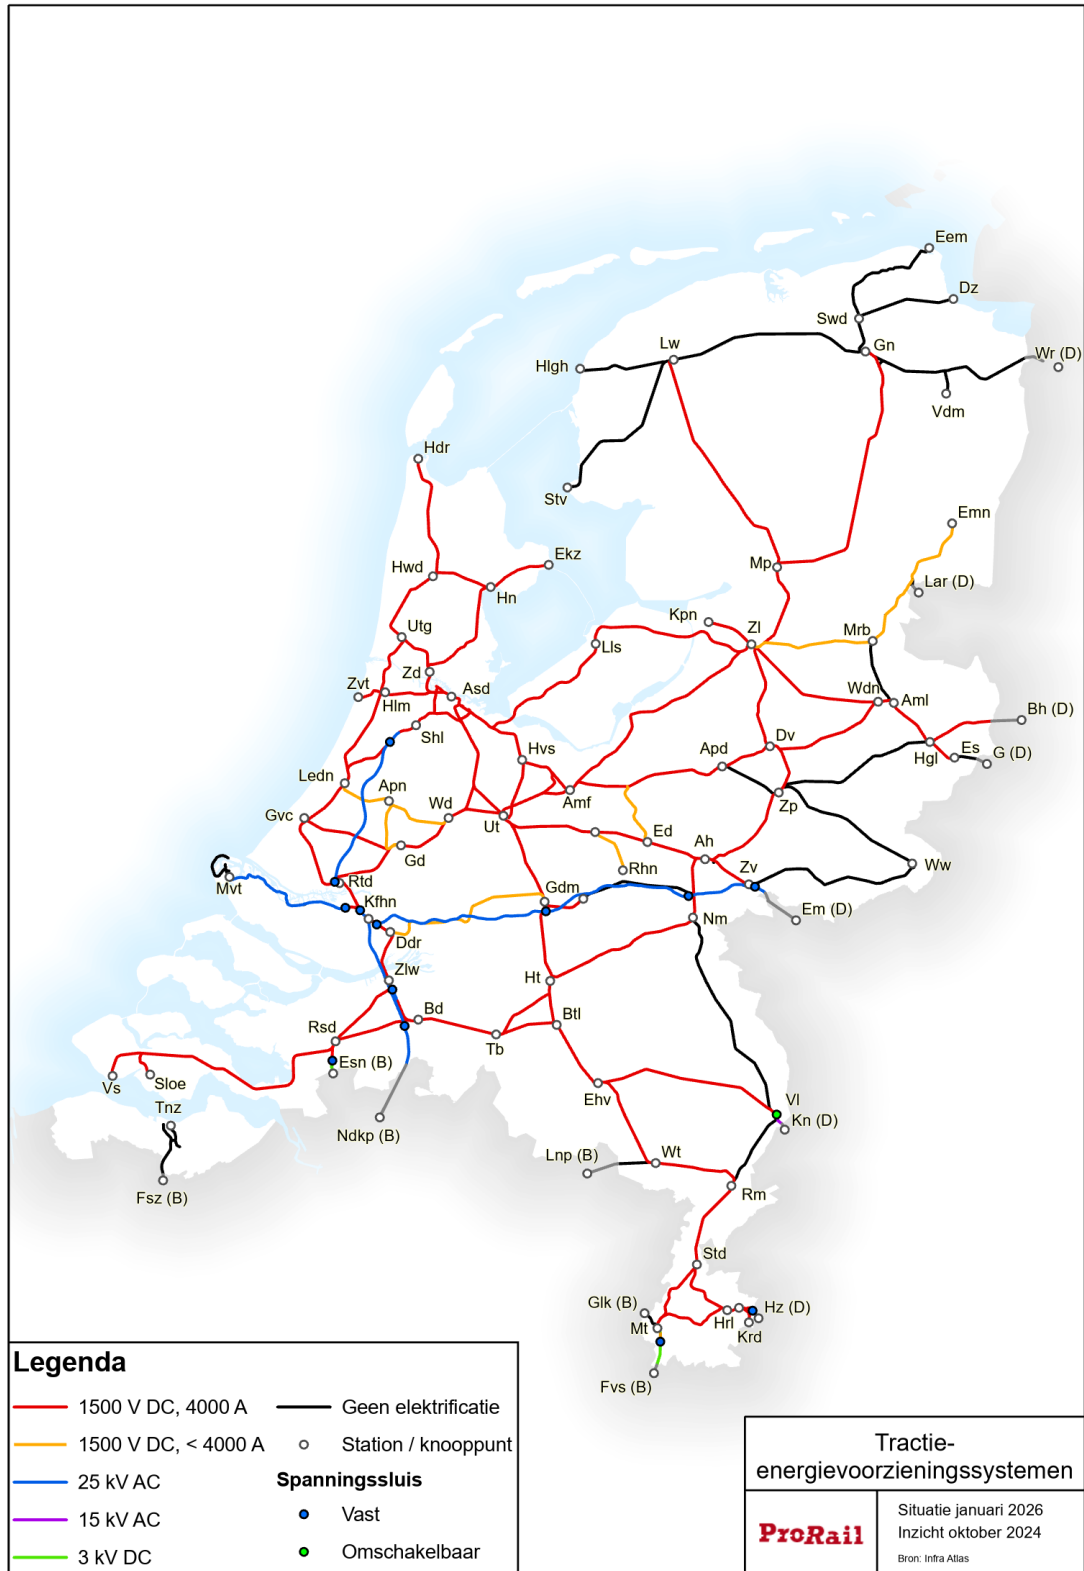 Eem
Dz
Swd
Gn
Lw
Hlgh
Wr (D)
Vdm
Hdr
Stv
Emn
Ekz
Hwd
Mp
Lar (D)
Hn
Kpn
Utg
Zl
Mrb
Lls
Zd
Zvt
Asd
Hlm
Wdn
Aml
Bh (D)
Shl
Dv
Hvs
Apd
Es
G (D)
Hgl
Ledn
Apn
Amf
Zp
Gvc
Wd
Ut
Ed
Ah
Gd
Rhn
Zv
Ww
Mvt
Rtd
Kfhn
Gdm
Em (D)
Nm
Ddr
Zlw
Ht
Bd
Btl
Rsd
Tb
Esn (B)
Vs
Sloe
Ehv
Vl
Tnz
Kn (D)
Ndkp (B)
Lnp (B)
Wt
Fsz (B)
Rm
Std
Glk (B)
Hz (D)
Hrl
Mt
Krd
Fvs (B)
Legenda
1500 V DC, 4000 A
Geen elektrificatie
1500 V DC, < 4000 A
Station / knooppunt
25 kV AC
Spanningssluis
Vast
15 kV AC
Omschakelbaar
3 kV DC
Tractie-
energievoorzieningssystemen
ProRail
Situatie januari 2026
Inzicht oktober 2024
Bron: Infra Atlas